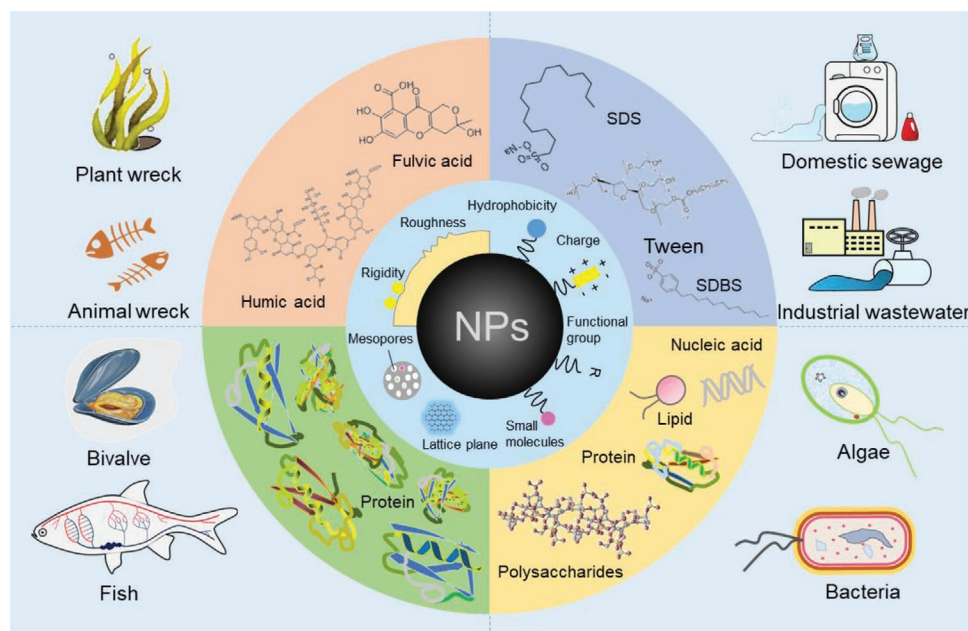 Plant wreck
Animal wreck
Fulvic acid
Humic acid
SDS
Tween
SDBS
Domestic sewage
Industrial wastewater
Roughness
Rigidity
Mesopores
Lattice plane
Hydrophobicity
Charge
Functional
group
R
Small
molecules
NPs
Bivalve
Fish
Protein
Nucleic acid
Lipid
Protein
Polysaccharides
Algae
Bacteria